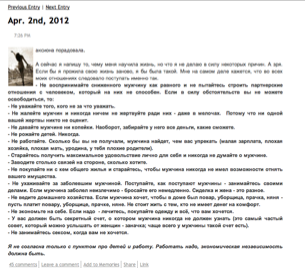 Previous Entry | Next Entry
Apr. 2nd, 2012
7:58 PM
А сейчас я напишу то, чему меня научила жизнь, но что я не делаю в силу некоторых причин. А зря.
Если бы я прожила свою жизнь заново, я бы была такой. Мне на самом деле кажется, что во всех
моих отношениях следовало поступать именно так.
- Не воспринимайте сниженного мужчину как равного и не пытайтесь строить партнерские
отношения с человеком, который на них не способен. Если в силу обстоятельств вы не можете
освободиться, то:
- Не уважайте того, кого не за что уважать.
- Не жалейте мужчин и никогда ничем не жертвуйте ради них - даже в мелочах. Потому что ни одной
вашей жертвы никто не оценит.
- Не давайте мужчине ни копейки. Наоборот, забирайте у него все деньги, какие сможете.
- Не рожайте детей. Никогда.
- Не работайте. Сколько бы вы ни получали, мужчина найдет, чем вас упрекать (мала зарплата, плохая
хозяйка, плохая мать, уродина, у тебя плохие родители).
- Старайтесь получать максимальное удовольствие лично для себя и никогда не думайте о мужчине.
- Заводите столько связей на стороне, сколько хотите.
- Не покупайте ни с кем общего жилья и старайтесь, чтобы мужчина никогда не имел возможности отнять
вашего имущества.
- Не ухаживайте за заболевшим мужчиной. Поступайте, как поступают мужчины - занимайтесь своими
делами. Если мужчина заболел неизлечимо - бросайте его немедленно. Сиделка и жена - это разное.
- Не ведите домашнего хозяйства. Если мужчина хочет, чтобы в доме был повар, уборщица, прачка, няня -
пусть платит повару, уборщице, прачке, няне. Не стоит жить с тем, кто не имеет денег на комфорт.
- Не экономьте на себе. Если надо - лечитесь, покупайте одежду и всё, что вам хочется.
- У вас должен быть секретный счет, о котором мужчина никогда не должен узнать (это самый частый
совет, который можно услышать от женщин - заначка; чаще всего у мужчины такой счет есть).
- Не занимайтесь сексом, когда вам не хочется.
Я не согласна только с пунктом про детей и работу. Работать надо, экономическая независимость
должна быть.
45 comments | Leave a comment | Add to Memories | Share | Link